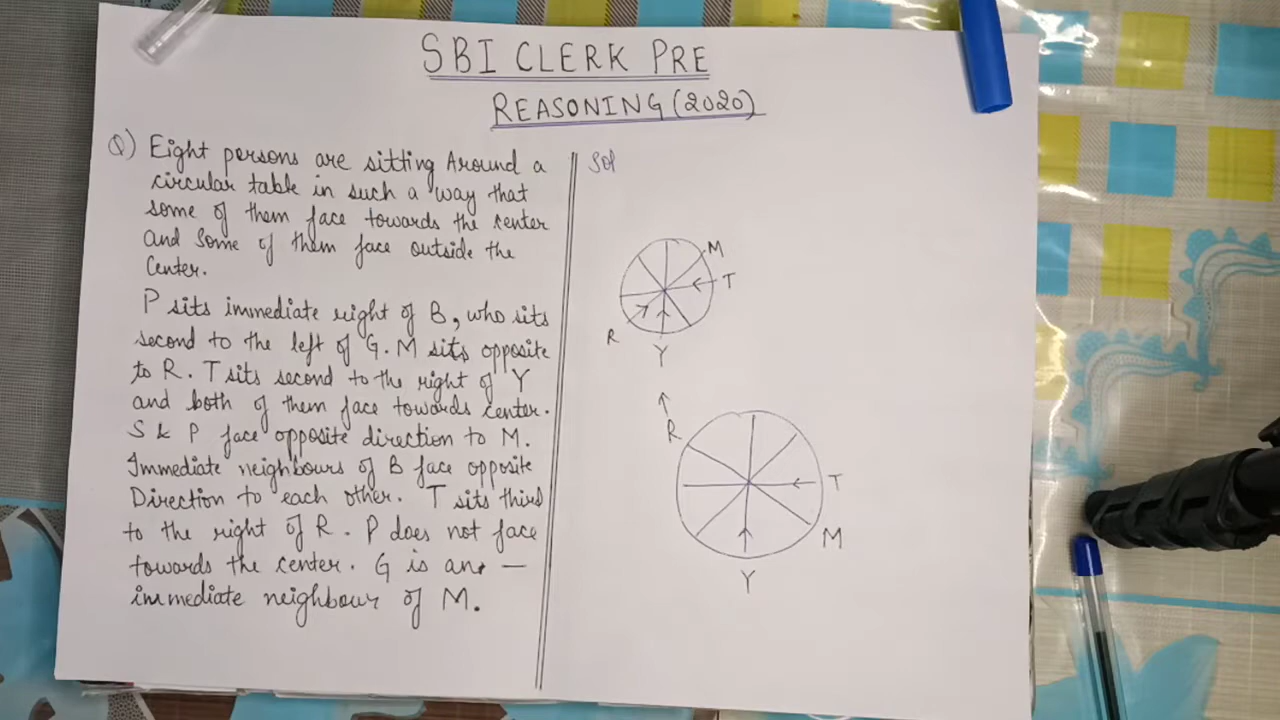 SBI CLERK PRE
REASONING (2020)
Q) Eight persons are sitting Around a
circular table in such a way that
some of them face towards the center
and some of them face outside the
Center.
P sits immediate right of B, who sits
second to the left of G. M sits opposite
to R. T sits second to the right of Y
and both of them face towards center.
S & P face opposite direction to M.
Immediate neighbours of B face opposite
Direction to each other. T sits third
to the right of R. P does not face
towards the center. G is an —
immediate neighbour of M.
Sol
M
T
R
Y
R
T
M
Y